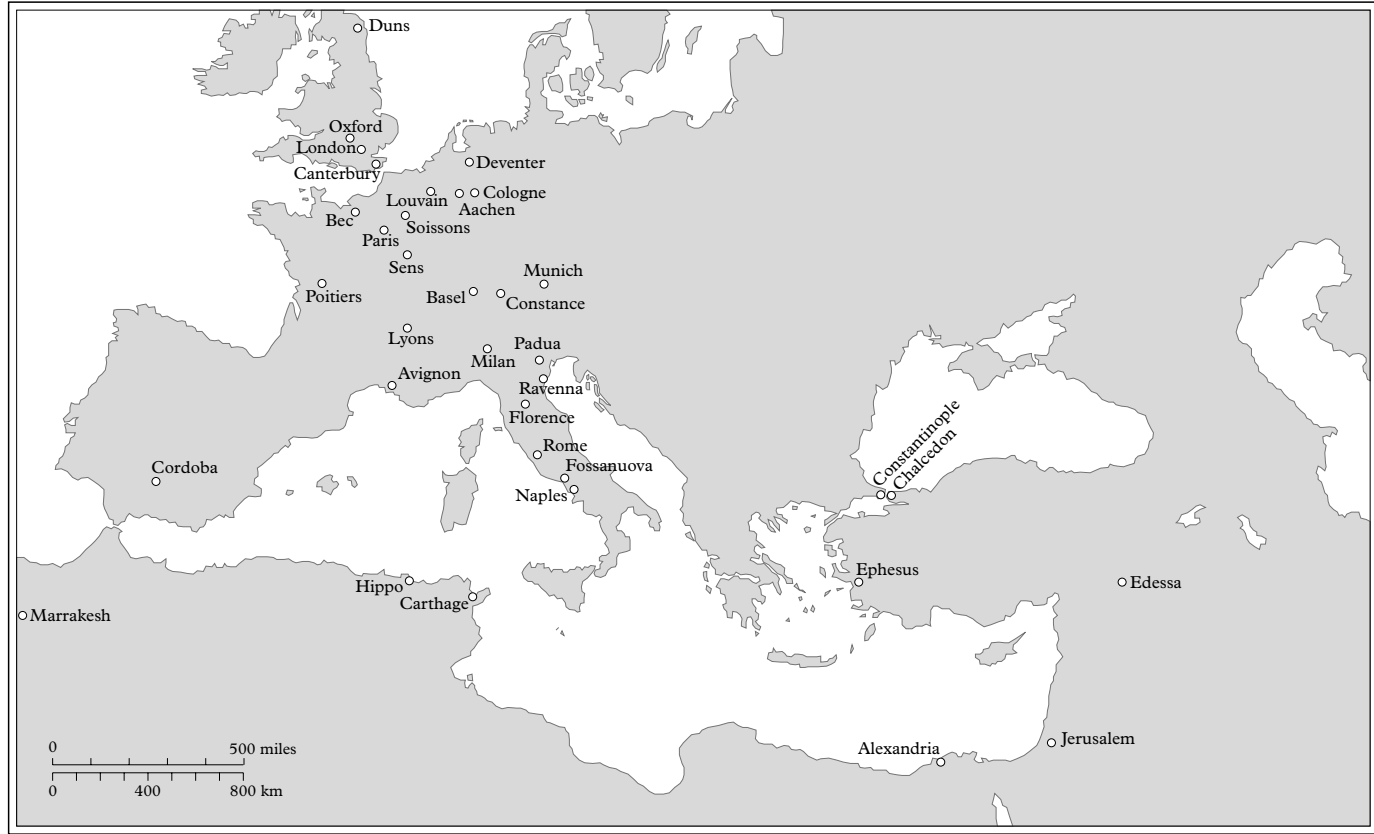 Duns
Oxford
London
Canterbury
Deventer
Louvain
Cologne
Aachen
Bec
Soissons
Paris
Sens
Munich
Poitiers
Basel
Constance
Lyons
Milan
Padua
Avignon
Ravenna
Florence
Constantinople
Chalcedon
Rome
Cordoba
Fossanuova
Naples
Hippo
Carthage
Ephesus
Edessa
Marrakesh
Jerusalem
Alexandria
0 500 miles
0 400 800 km